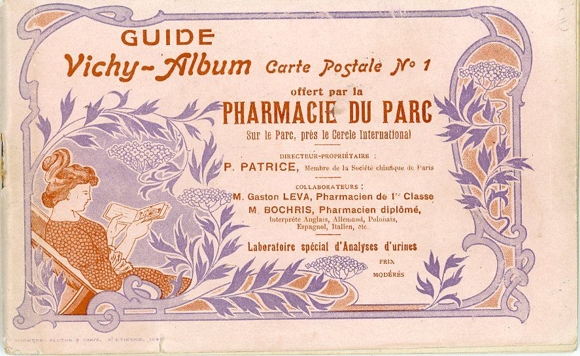 GUIDE
Vichy-Album Carte Postale No 1
offert par la
PHARMACIE DU PARC
Sur le Parc, près le Cercle International
DIRECTEUR-PROPRIÉTAIRE :
P. PATRICE, Membre de la Société chimique de Paris
COLLABORATEURS :
M. Gaston LEVA, Pharmacien de 1re Classe
M. BOCHRIS, Pharmacien diplômé,
Interprète Anglais, Allemand, Polonais,
Espagnol, Italien, etc.
Laboratoire spécial d'Analyses d'urines
PRIX
MODÉRÉS